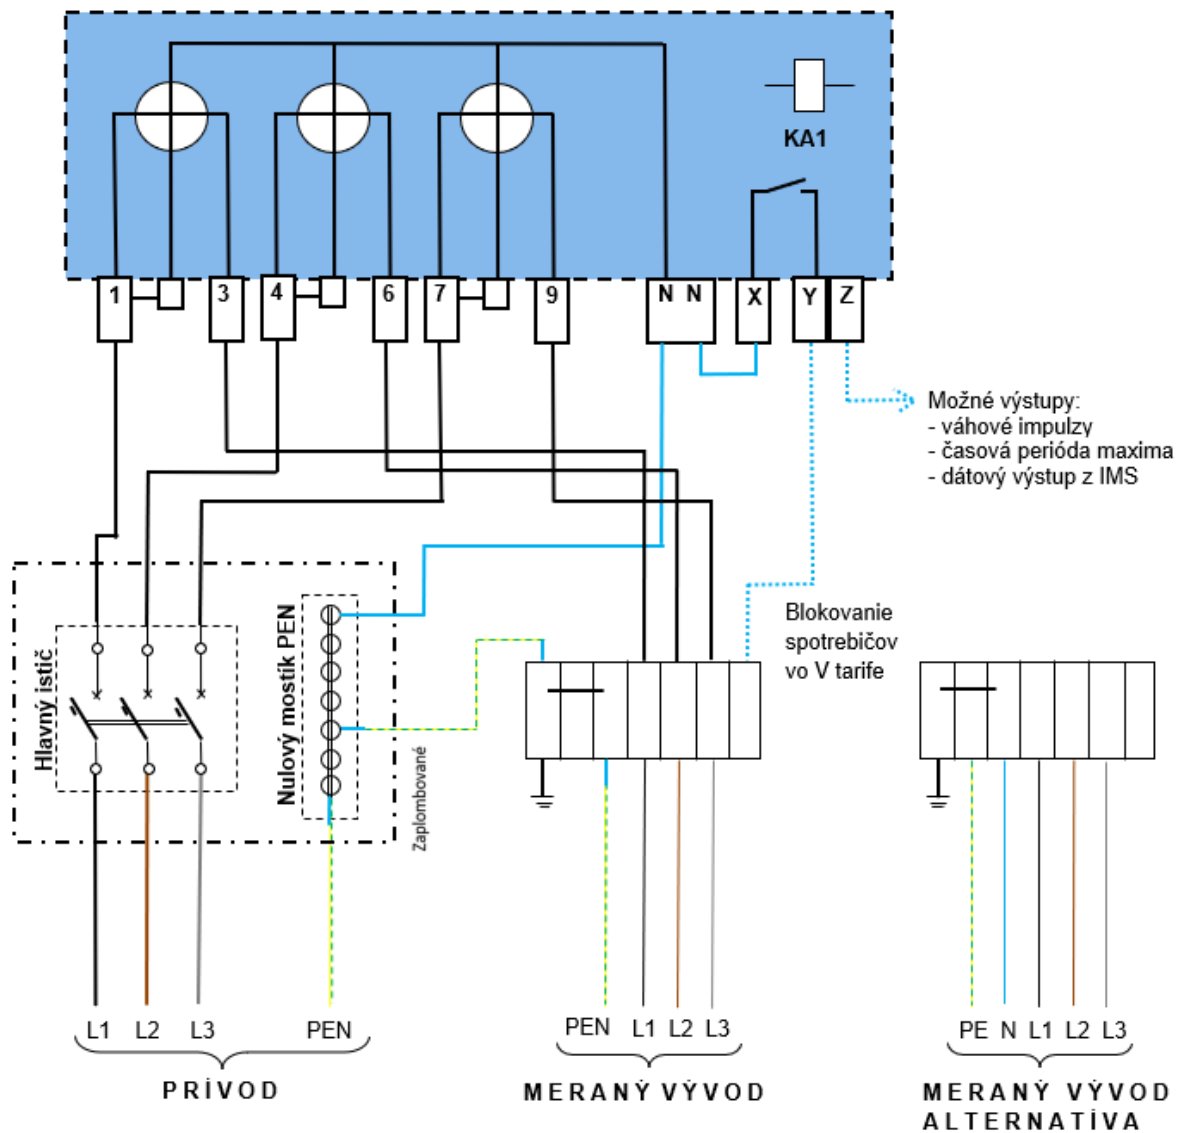 KA1
1
3
4
6
7
9
N N
X
Y
Z
Možné výstupy:
- váhové impulzy
- časová perióda maxima
- dátový výstup z IMS
Hlavný istič
Nulový mostík PEN
Zaplombované
Blokovanie
spotrebičov
vo V tarife
L1 L2 L3 PEN
PRÍVOD
PEN L1 L2 L3
MERANÝ VÝVOD
PE N L1 L2 L3
MERANÝ VÝVOD
ALTERNATÍVA